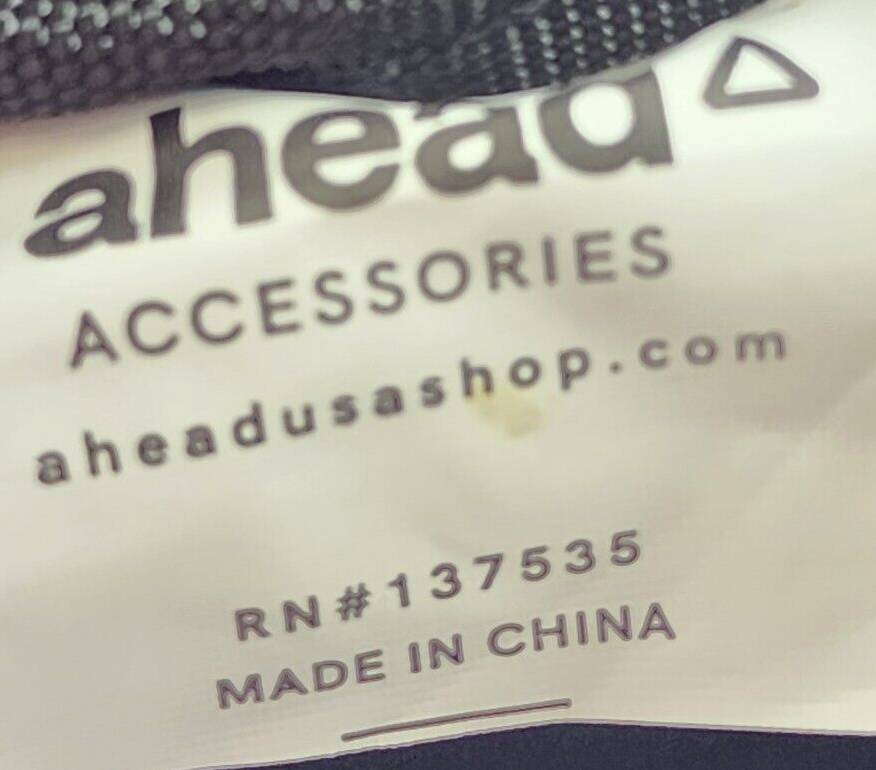 ahead
ACCESSORIES
aheadusashop.com
RN#137535
MADE IN CHINA